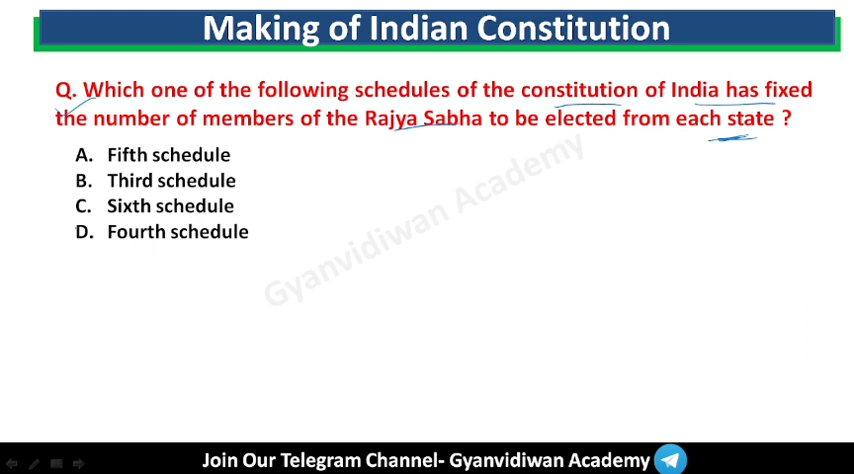 Making of Indian Constitution
Q. Which one of the following schedules of the constitution of India has fixed
the number of members of the Rajya Sabha to be elected from each state ?
A. Fifth schedule
B. Third schedule
C. Sixth schedule
D. Fourth schedule
Gyanvidiwan Academy
Join Our Telegram Channel- Gyanvidiwan Academy